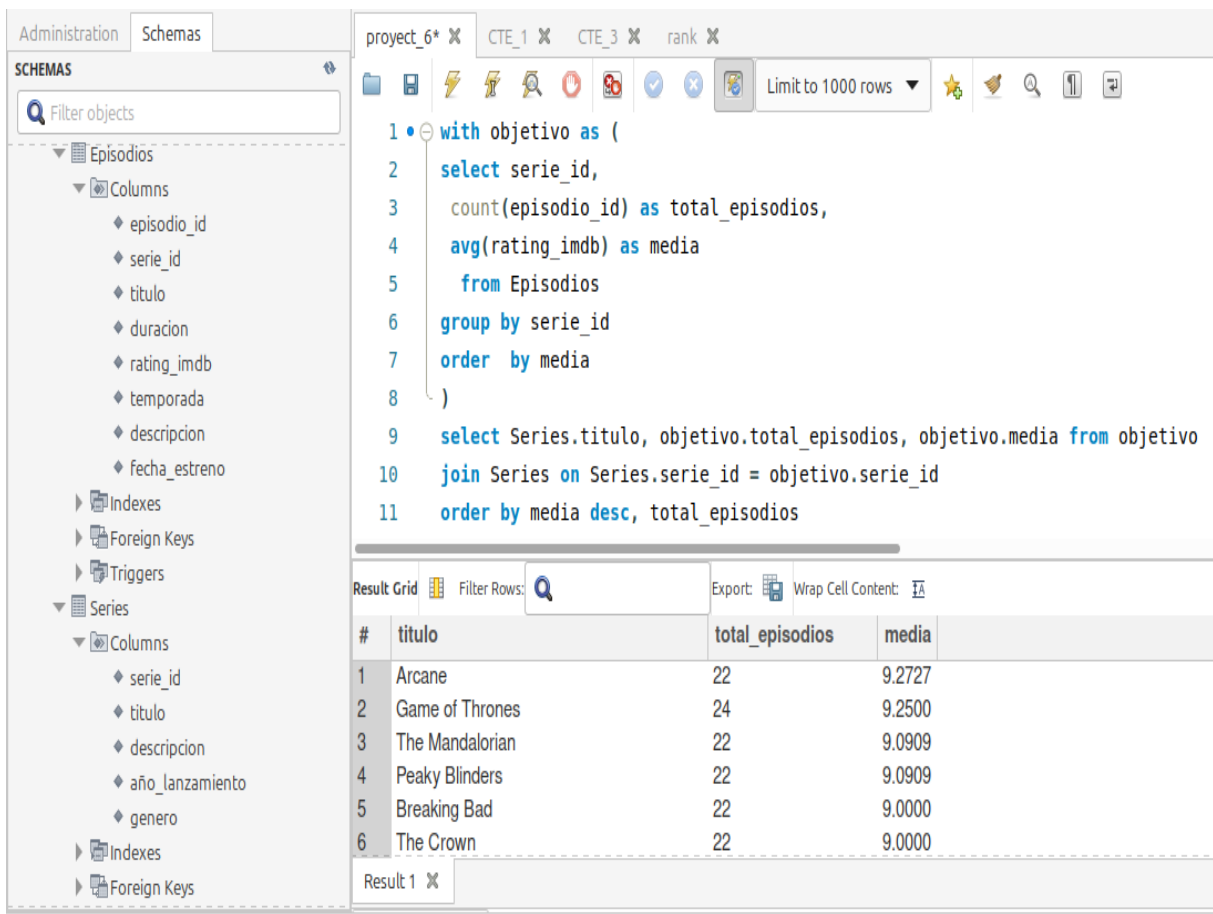 Administration Schemas
SCHEMAS
Filter objects
Episodios
Columns
episodio_id
serie_id
titulo
duracion
rating_imdb
temporada
descripcion
fecha_estreno
Indexes
Foreign Keys
Triggers
Series
Columns
serie_id
titulo
descripcion
año_lanzamiento
genero
Indexes
Foreign Keys
proyect_6* CTE_1 CTE_3 rank
Limit to 1000 rows
1 with objetivo as (
2 select serie_id,
3 count(episodio_id) as total_episodios,
4 avg(rating_imdb) as media
5 from Episodios
6 group by serie_id
7 order by media
8 )
9 select Series.titulo, objetivo.total_episodios, objetivo.media from objetivo
10 join Series on Series.serie_id = objetivo.serie_id
11 order by media desc, total_episodios
Result Grid Filter Rows: Export: Wrap Cell Content:
# titulo total_episodios media
1 Arcane 22 9.2727
2 Game of Thrones 24 9.2500
3 The Mandalorian 22 9.0909
4 Peaky Blinders 22 9.0909
5 Breaking Bad 22 9.0000
6 The Crown 22 9.0000
Result 1